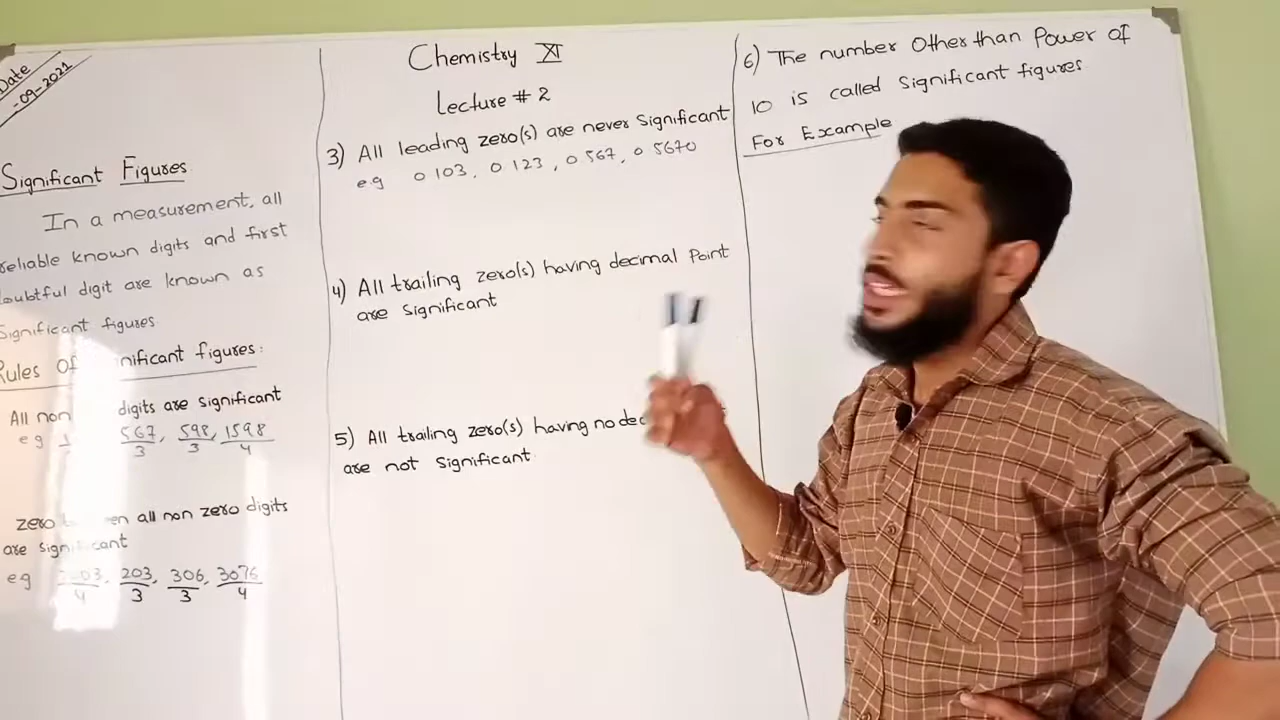 Date
-09-2021
Significant Figures
In a measurement, all
reliable known digits and first
doubtful digit are known as
Significant figures.
Rules of nificant figures:
All non digits are significant
eg 567, 598, 1598
3 3 4
zero en all non zero digits
are significant
eg 203, 306, 3076
4 3 3 4
Chemistry XI
Lecture # 2
3) All leading zero(s) are never significant
e.g 0.103, 0.123, 0.567, 0.5670
4) All trailing zero(s) having decimal Point
are significant
5) All trailing zero(s) having no dec
are not significant.
6) The number other than Power of
10 is called significant figures
For Example